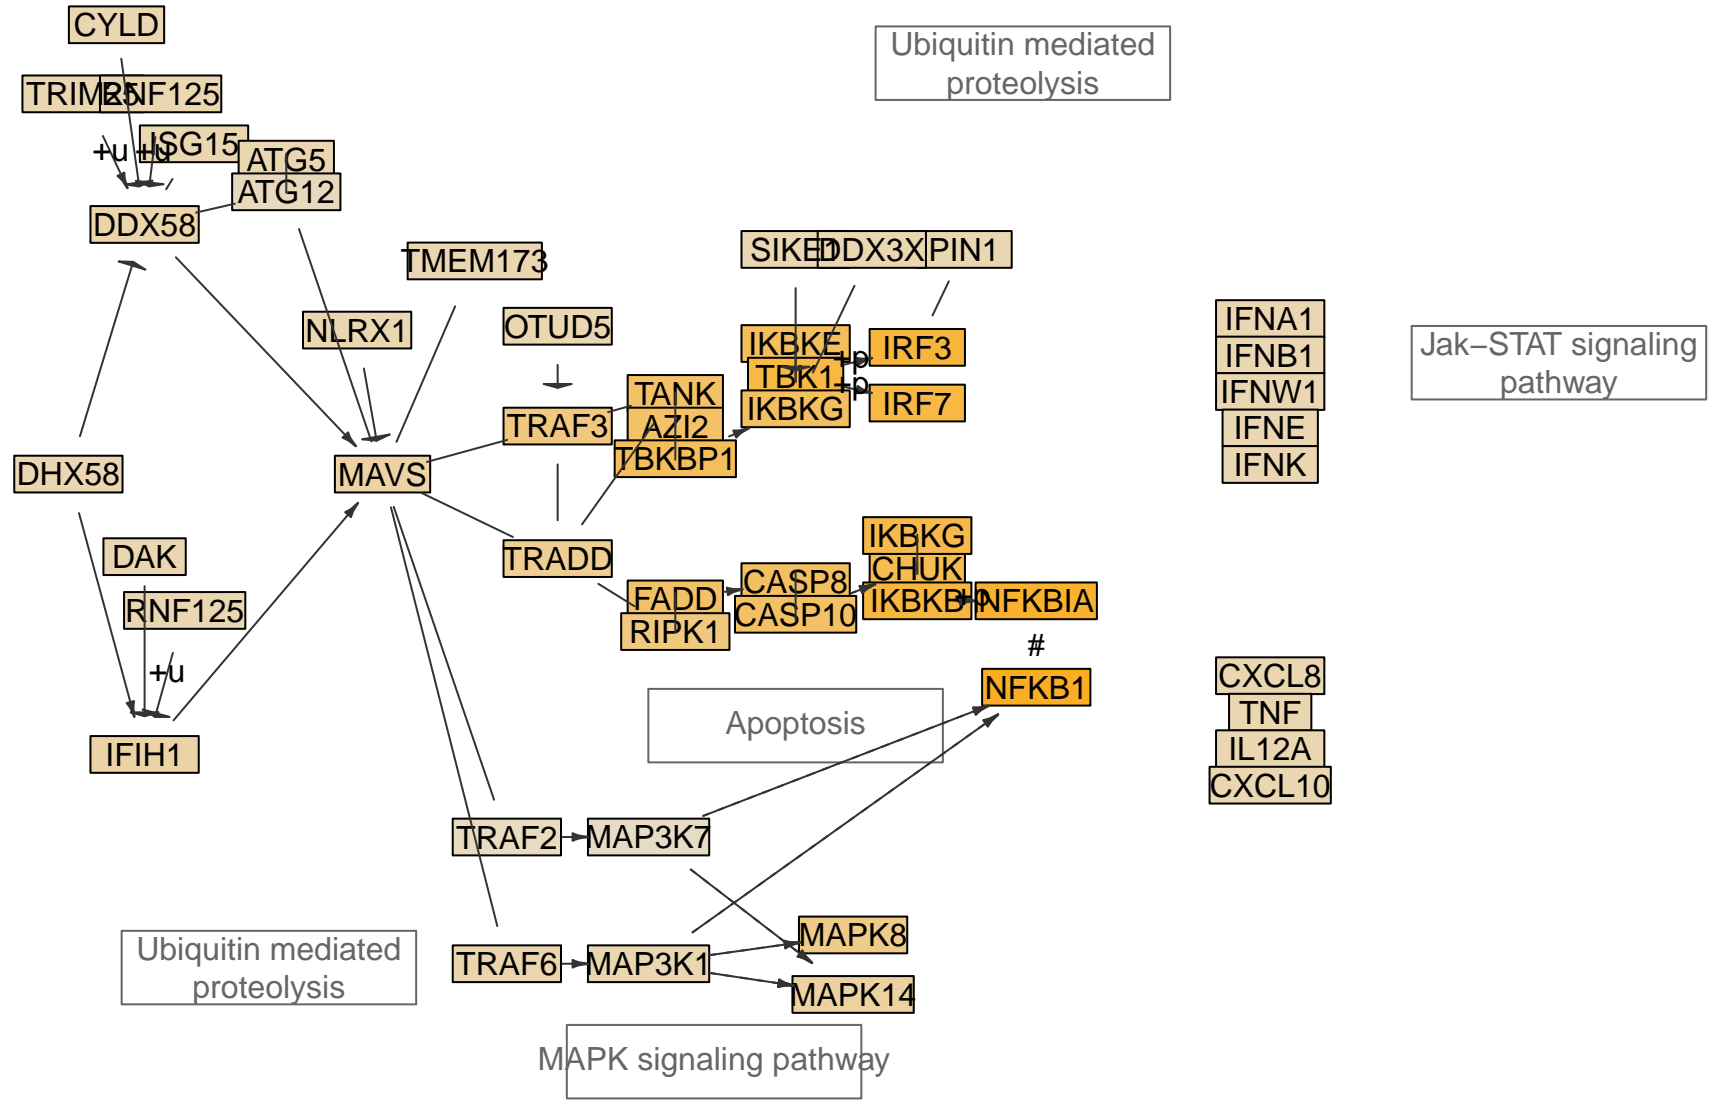 CYLD
Ubiquitin mediated
proteolysis
TRIM25
RNF125
ISG15
+u
+u
ATG5
ATG12
DDX58
TMEM173
SIKE1
DDX3X
PIN1
NLRX1
OTUD5
IKBKE
TBK1
IKBKG
+p
+p
IRF3
IRF7
IFNA1
IFNB1
IFNW1
IFNE
IFNK
Jak−STAT signaling
pathway
TANK
AZI2
TBKBP1
TRAF3
DHX58
MAVS
DAK
TRADD
IKBKG
CHUK
IKBKB
+p
NFKBIA
RNF125
FADD
RIPK1
CASP8
CASP10
#
+u
NFKB1
CXCL8
TNF
IL12A
CXCL10
Apoptosis
IFIH1
TRAF2
MAP3K7
Ubiquitin mediated
proteolysis
TRAF6
MAP3K1
MAPK8
MAPK14
MAPK signaling pathway